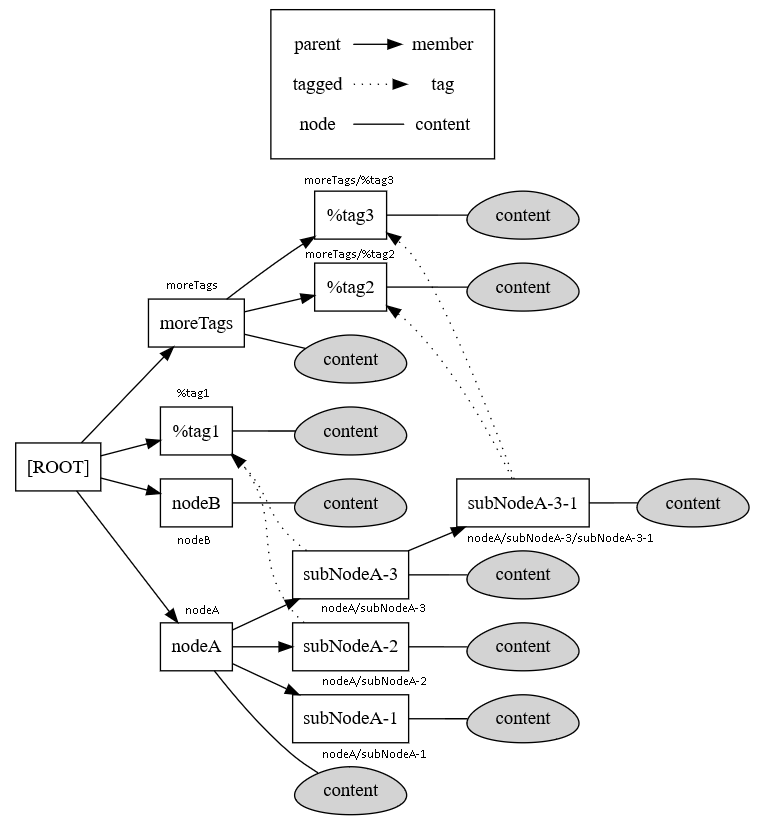 parent member
tagged tag
node content
moreTags/%tag3
%tag3 content
moreTags/%tag2
%tag2 content
moreTags
moreTags
content
%tag1
%tag1 content
[ROOT]
nodeB content
subNodeA-3-1 content
nodeB
nodeA/subNodeA-3/subNodeA-3-1
subNodeA-3 content
nodeA/subNodeA-3
nodeA
nodeA
subNodeA-2 content
nodeA/subNodeA-2
subNodeA-1 content
nodeA/subNodeA-1
content